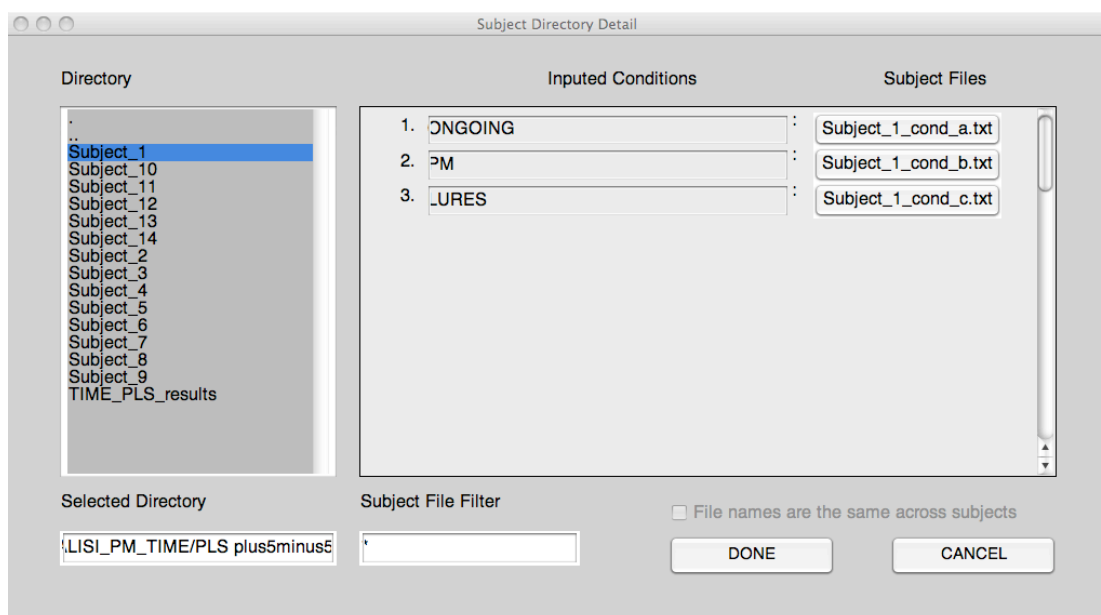 Subject Directory Detail
Directory
Inputed Conditions
Subject Files
.
..
Subject_1
Subject_10
Subject_11
Subject_12
Subject_13
Subject_14
Subject_2
Subject_3
Subject_4
Subject_5
Subject_6
Subject_7
Subject_8
Subject_9
TIME_PLS_results
1. ONGOING : Subject_1_cond_a.txt
2. PM : Subject_1_cond_b.txt
3. LURES : Subject_1_cond_c.txt
Selected Directory
Subject File Filter
LISI_PM_TIME/PLS plus5minus5
*
File names are the same across subjects
DONE
CANCEL